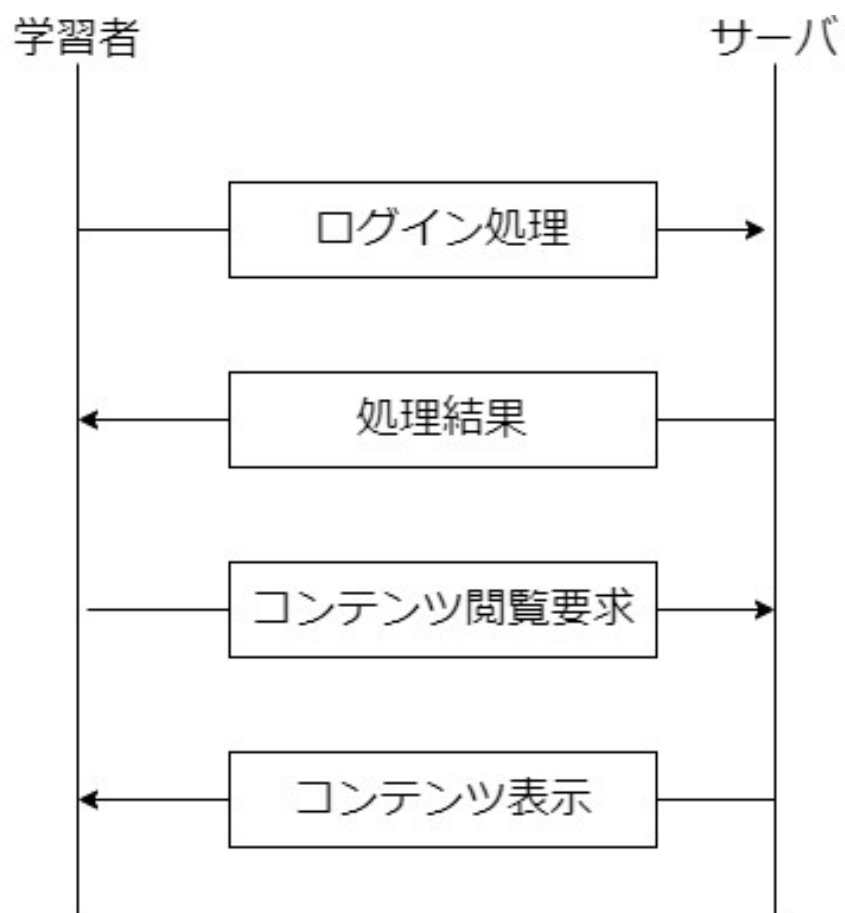 学習者
サーバ
ログイン処理
処理結果
コンテンツ閲覧要求
コンテンツ表示